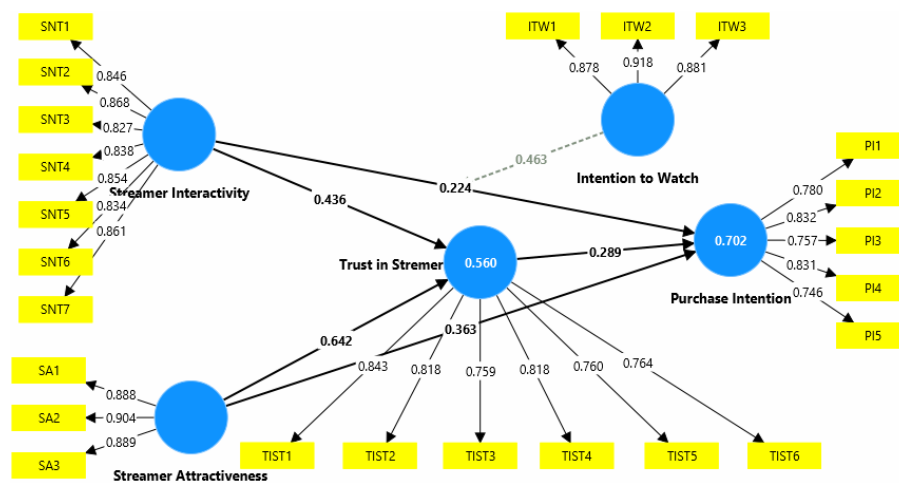 SNT1
SNT2
SNT3
SNT4
SNT5
SNT6
SNT7
0.846
0.868
0.827
0.838
0.854
0.834
0.861
Streamer Interactivity
ITW1
ITW2
ITW3
0.878
0.918
0.881
Intention to Watch
0.463
0.224
0.436
Trust in Stremer
0.560
0.289
0.702
Purchase Intention
PI1
PI2
PI3
PI4
PI5
0.780
0.832
0.757
0.831
0.746
0.642
0.363
0.843
0.818
0.759
0.818
0.760
0.764
TIST1
TIST2
TIST3
TIST4
TIST5
TIST6
SA1
SA2
SA3
0.888
0.904
0.889
Streamer Attractiveness